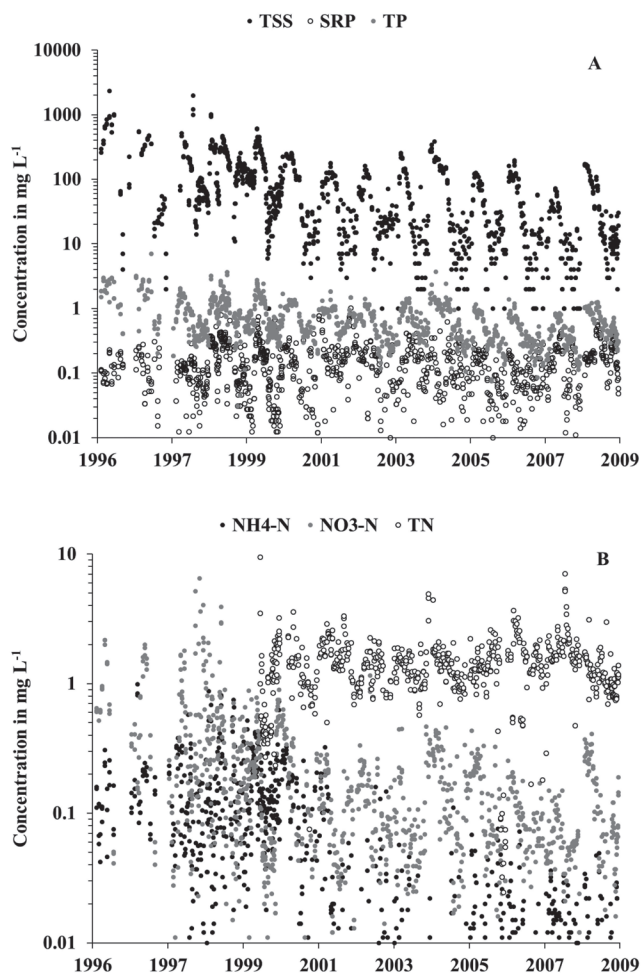 TSS SRP TP
A
10000
1000
100
10
1
0.1
0.01
Concentration in mg L-1
1996 1997 1999 2001 2003 2005 2007 2009
NH4-N NO3-N TN
B
10
1
0.1
0.01
Concentration in mg L-1
1996 1997 1999 2001 2003 2005 2007 2009